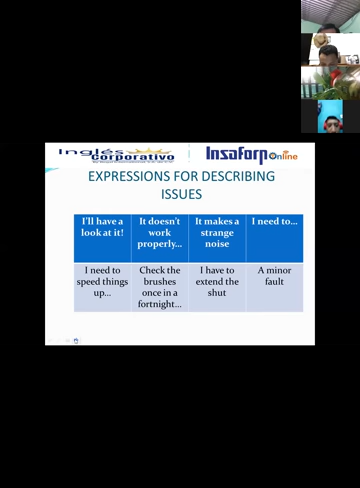 Inglés
Corporativo
Insaforp
Online
EXPRESSIONS FOR DESCRIBING
ISSUES
I'll have a
look at it!
It doesn't
work
properly...
It makes a
strange
noise
I need to...
I need to
speed things
up...
Check the
brushes
once in a
fortnight...
I have to
extend the
shut
A minor
fault